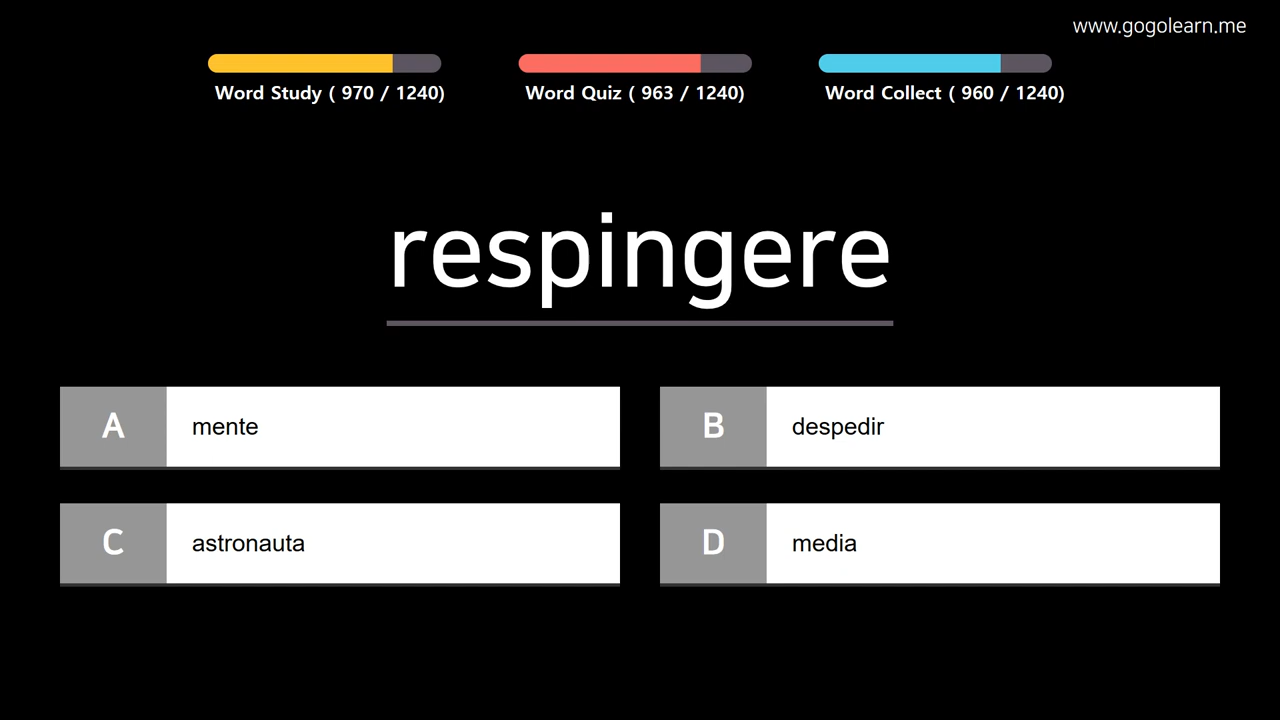 www.gogolearn.me
Word Study ( 970 / 1240)
Word Quiz ( 963 / 1240)
Word Collect ( 960 / 1240)
respingere
A mente
B despedir
C astronauta
D media